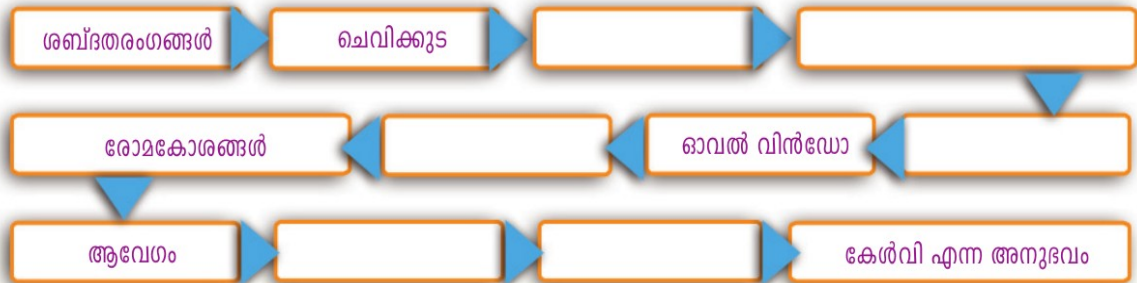 ശബ്ദതരംഗങ്ങൾ
ചെവിക്കുട
ഓവൽ വിൻഡോ
രോമകോശങ്ങൾ
ആവേഗം
കേൾവി എന്ന അനുഭവം